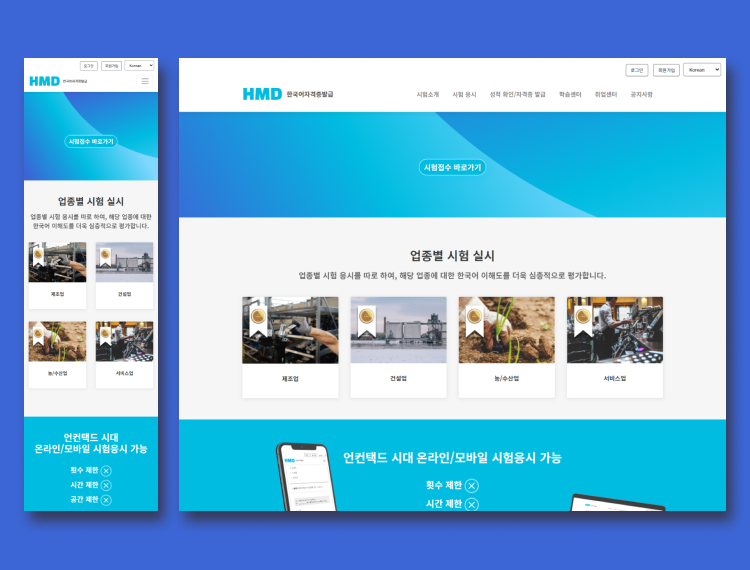 로그인 회원가입 Korean
HMD 한국어자격증발급
시험접수 바로가기
업종별 시험 실시
업종별 시험 응시를 따로 하여, 해당 업종에 대한
한국어 이해도를 더욱 심층적으로 평가합니다.
제조업 건설업
농/수산업 서비스업
언컨택드 시대
온라인/모바일 시험응시 가능
횟수 제한
시간 제한
공간 제한
로그인 회원가입 Korean
HMD 한국어자격증발급 시험소개 시험 응시 성적 확인/자격증 발급 학습센터 취업센터 공지사항
시험접수 바로가기
업종별 시험 실시
업종별 시험 응시를 따로 하여, 해당 업종에 대한 한국어 이해도를 더욱 심층적으로 평가합니다.
제조업 건설업 농/수산업 서비스업
HMD
언컨택드 시대 온라인/모바일 시험응시 가능
횟수 제한
시간 제한